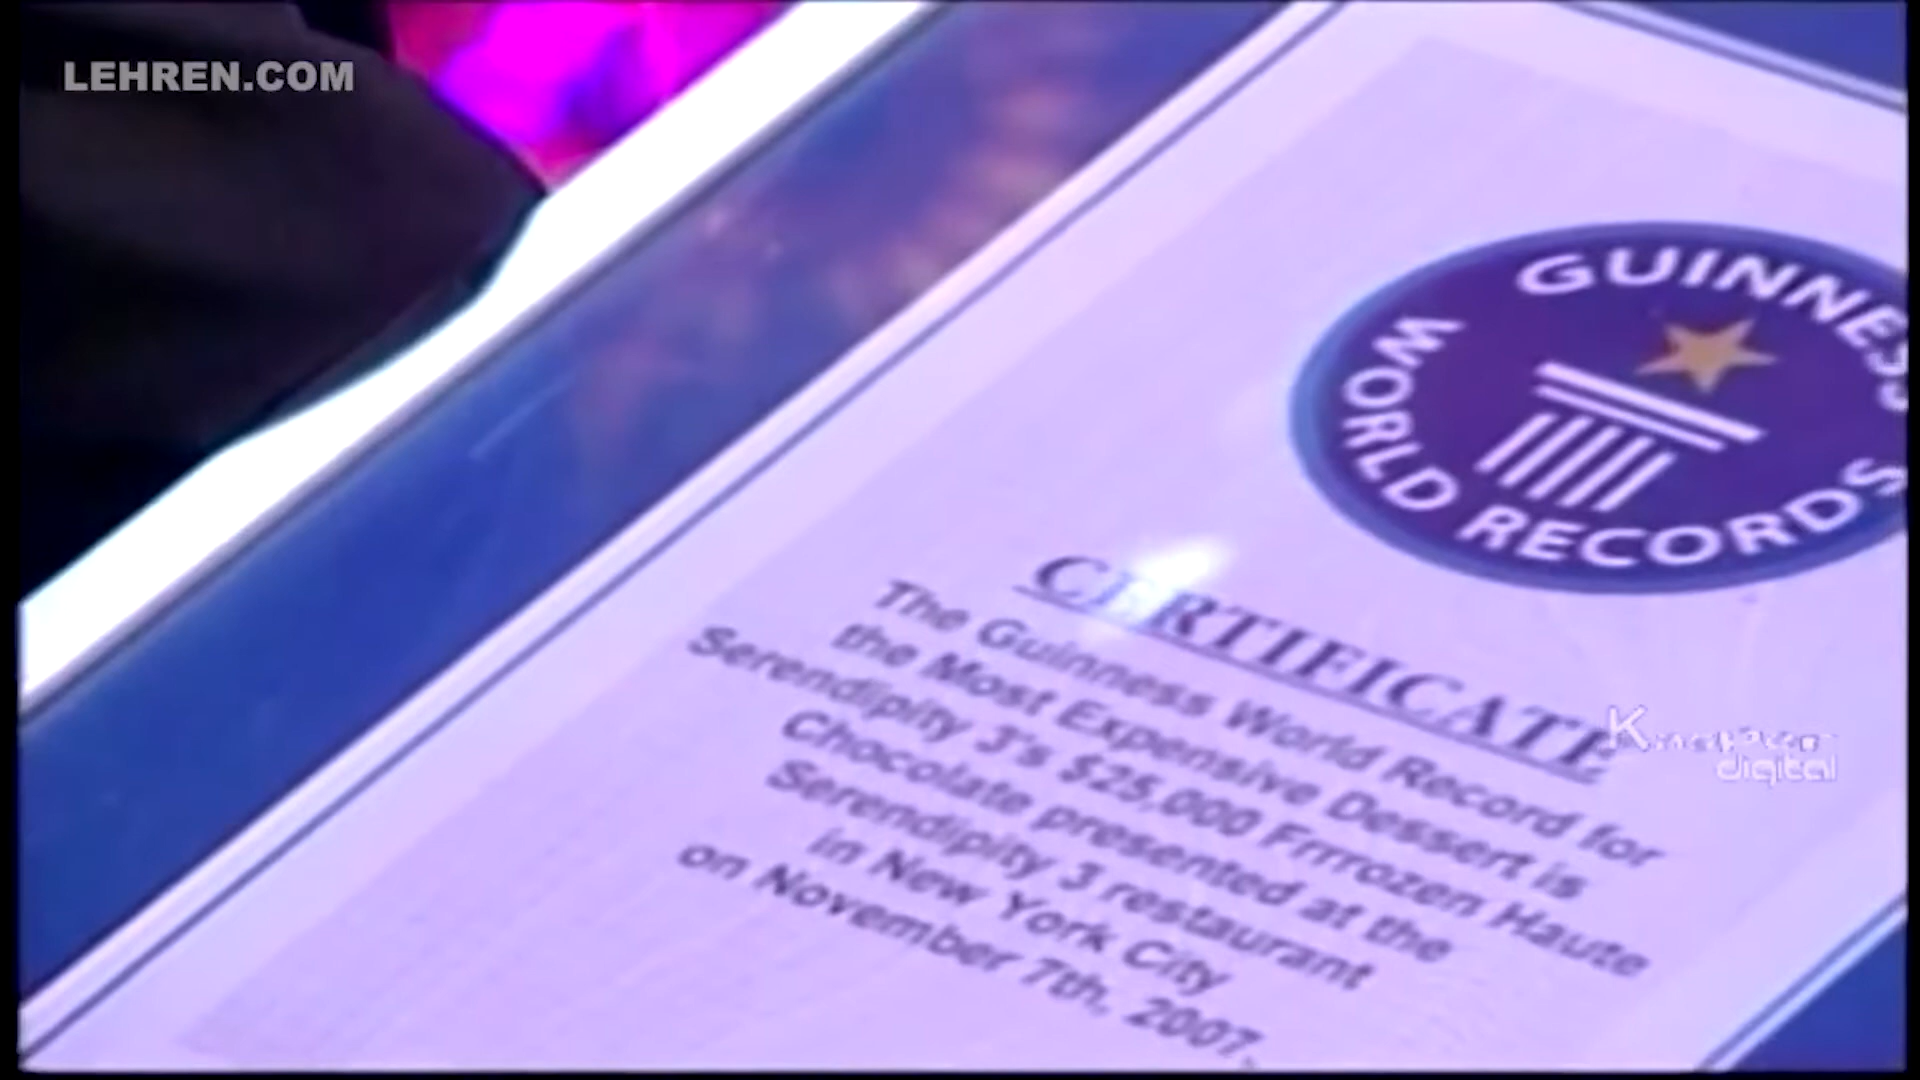 LEHREN.COM
GUINNESS
WORLD RECORDS
CERTIFICATE
The Guinness World Record for
the Most Expensive Dessert is
Serendipity 3's $25,000 Frrrozen Haute
Chocolate presented at the
Serendipity 3 restaurant
in New York City
on November 7th, 2007.
digital